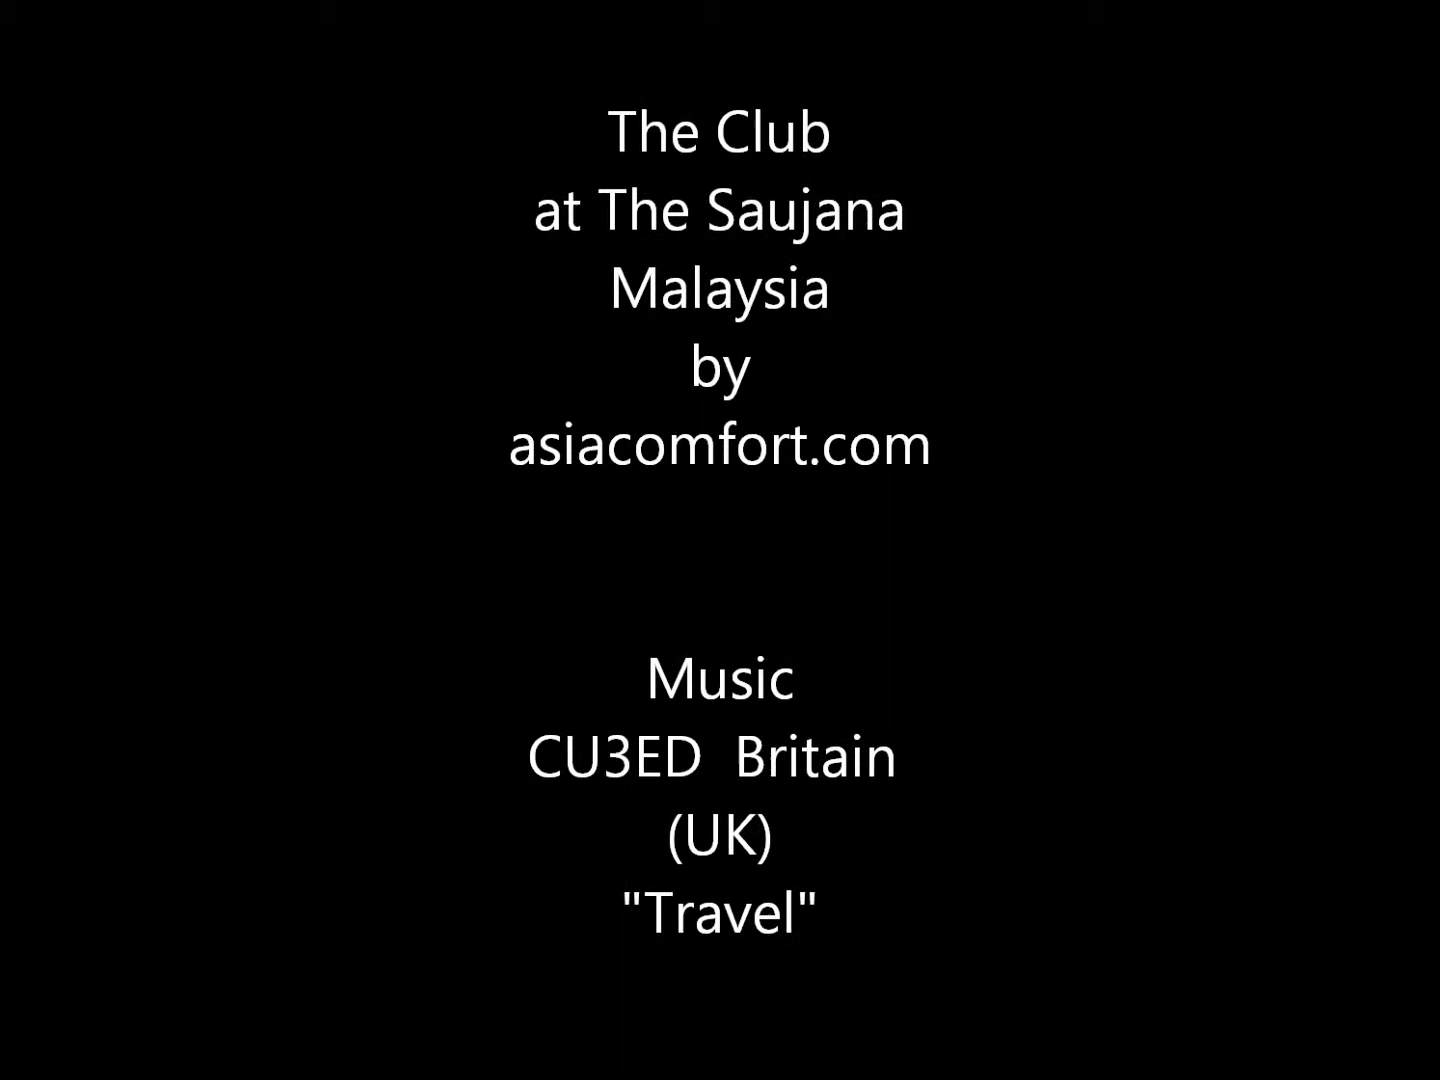 The Club
at The Saujana
Malaysia
by
asiacomfort.com
Music
CU3ED  Britain
(UK)
"Travel"